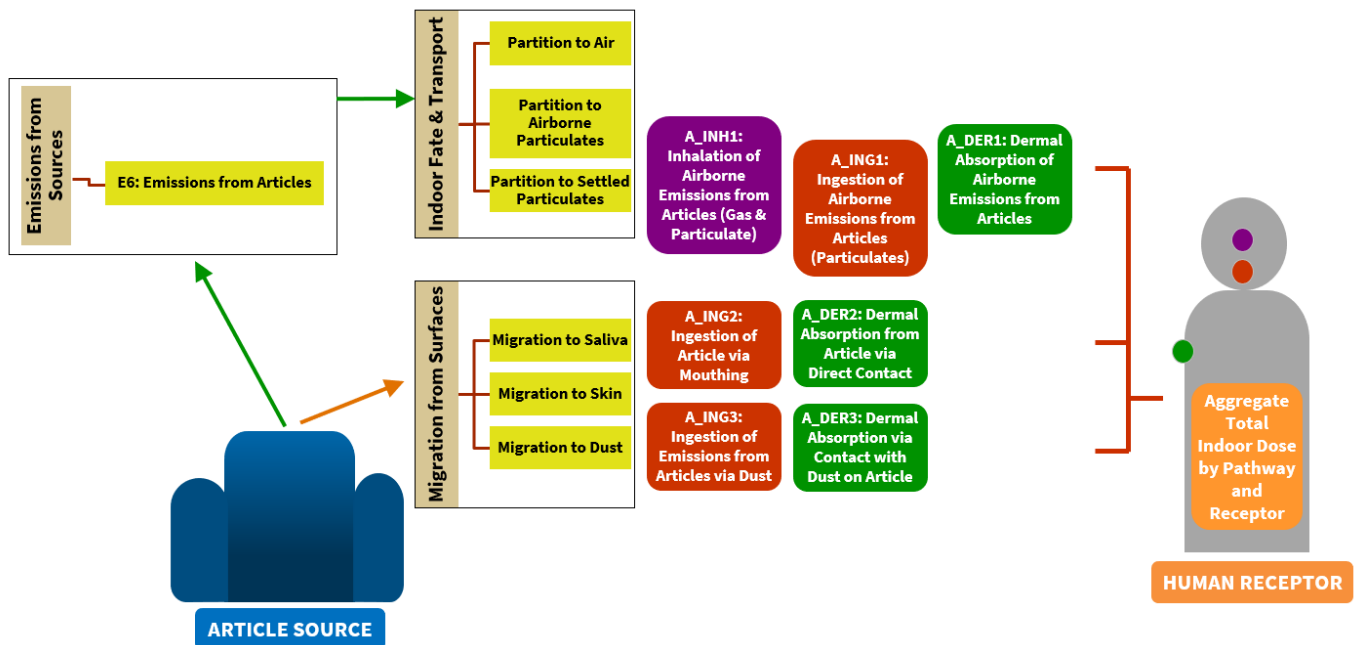 Emissions from
Sources
E6: Emissions from Articles
Indoor Fate & Transport
Partition to Air
Partition to
Airborne
Particulates
Partition to Settled
Particulates
A_INH1:
Inhalation of
Airborne
Emissions from
Articles (Gas &
Particulate)
A_ING1:
Ingestion of
Airborne
Emissions from
Articles
(Particulates)
A_DER1: Dermal
Absorption of
Airborne
Emissions from
Articles
Migration from Surfaces
Migration to Saliva
Migration to Skin
Migration to Dust
A_ING2:
Ingestion of
Article via
Mouthing
A_DER2: Dermal
Absorption from
Article via
Direct Contact
A_ING3:
Ingestion of
Emissions from
Articles via Dust
A_DER3: Dermal
Absorption via
Contact with
Dust on Article
Aggregate
Total
Indoor Dose
by Pathway
and
Receptor
HUMAN RECEPTOR
ARTICLE SOURCE